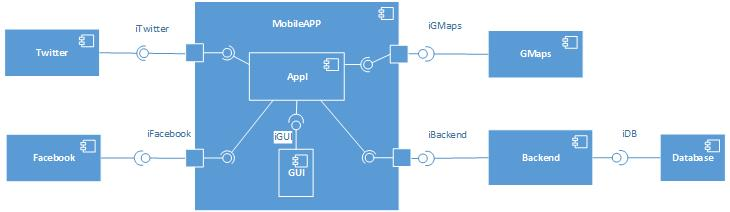 iTwitter
MobileAPP
iGMaps
Twitter
Appl
GMaps
iFacebook
iGUI
iBackend
iDB
Facebook
GUI
Backend
Database